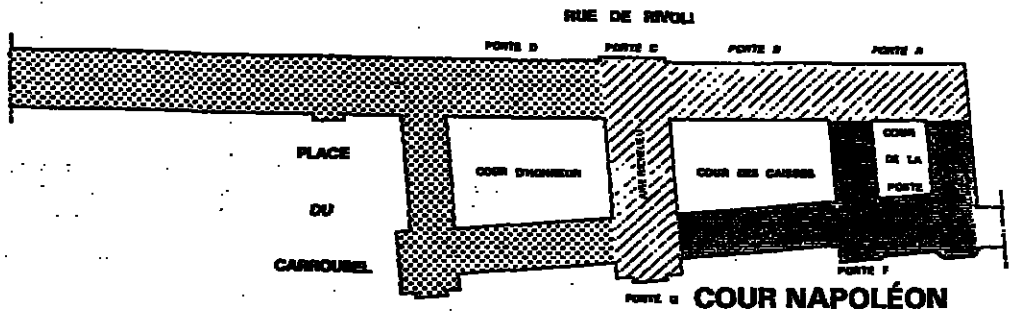 RUE DE RIVOLI
PORTE D
PORTE C
PORTE B
PORTE A
PLACE
DU
CARROUSEL
COUR D'HONNEUR
COUR DES CAISSES
COUR
DE LA
PORTE
PORTE F
PORTE G
COUR NAPOLÉON